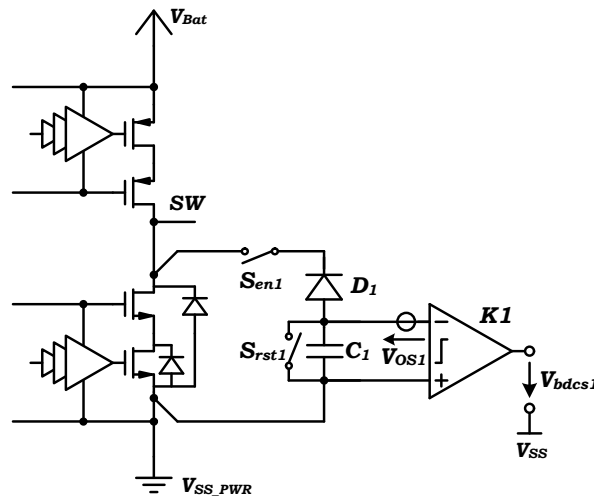 V_Bat
SW
S_en1
D_1
K1
S_rst1
C_1
V_OS1
−
+
V_bdcs1
V_SS
V_SS_PWR